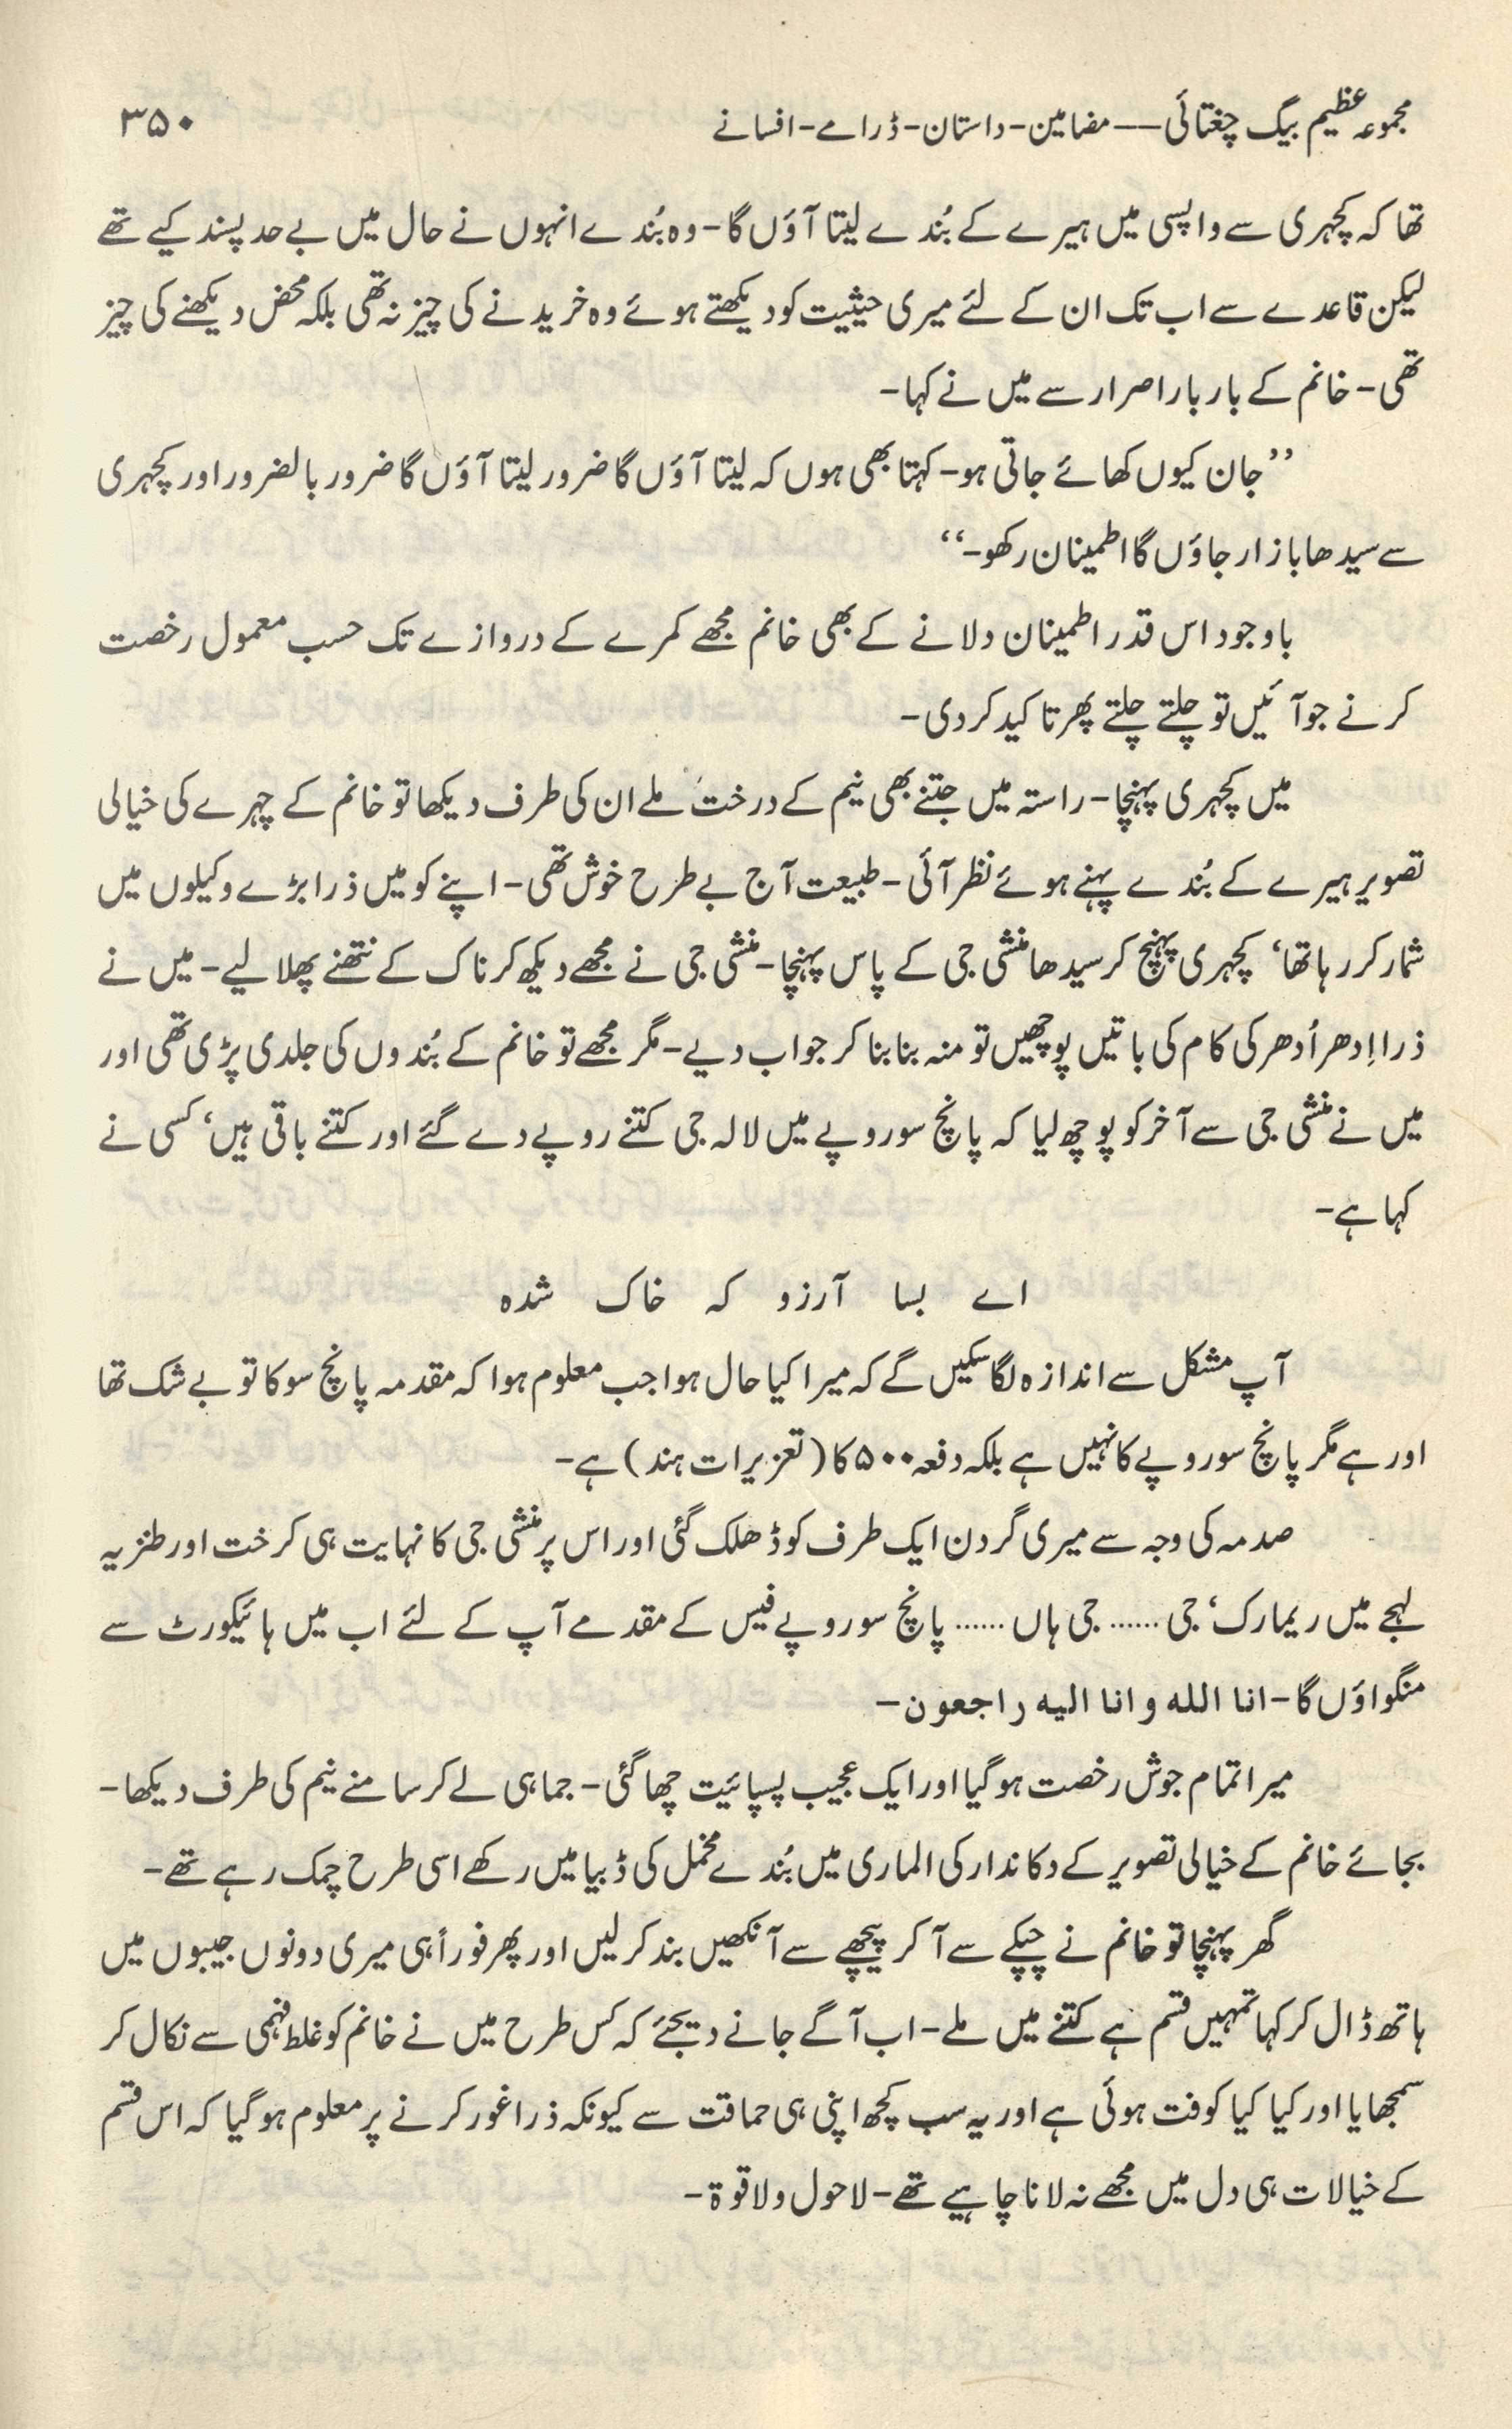 مجموعہ عظیم بیگ چغتائی — مضامین - داستان - ڈرامے - افسانے ۳۵۰
تھا کہ کچہری سے واپسی میں ہیرے کے بُندے لیتا آؤں گا- وہ بُندے انہوں نے حال میں بے حد پسند کیے تھے
لیکن قاعدے سے اب تک ان کے لئے میری حیثیت کو دیکھتے ہوئے وہ خریدنے کی چیز نہ تھی بلکہ محض دیکھنے کی چیز
تھی- خانم کے بار بار اصرار سے میں نے کہا-
’’جان کیوں کھائے جاتی ہو- کہتا بھی ہوں کہ لیتا آؤں گا ضرور لیتا آؤں گا ضرور بالضرور اور کچہری
سے سیدھا بازار جاؤں گا اطمینان رکھو-‘‘
باوجود اس قدر اطمینان دلانے کے بھی خانم مجھے کمرے کے دروازے تک حسب معمول رخصت
کرنے جو آئیں تو چلتے چلتے پھر تاکید کر دی-
میں کچہری پہنچا- راستہ میں جتنے بھی نیم کے درخت ملے ان کی طرف دیکھا تو خانم کے چہرے کی خیالی
تصویر ہیرے کے بُندے پہنے ہوئے نظر آئی- طبیعت آج بے طرح خوش تھی- اپنے کو میں ذرا بڑے وکیلوں میں
شمار کر رہا تھا‘ کچہری پہنچ کر سیدھا منشی جی کے پاس پہنچا- منشی جی نے مجھے دیکھ کر ناک کے نتھنے پھلا لیے- میں نے
ذرا اِدھر اُدھر کی کام کی باتیں پوچھیں تو منہ بنا بنا کر جواب دیے- مگر مجھے تو خانم کے بُندوں کی جلدی پڑی تھی اور
میں نے منشی جی سے آخر کو پوچھ لیا کہ پانچ سو روپے میں لالہ جی کتنے روپے دے گئے اور کتنے باقی ہیں‘ کسی نے
کہا ہے-
اے بسا آرزو کہ خاک شدہ
آپ مشکل سے اندازہ لگا سکیں گے کہ میرا کیا حال ہوا جب معلوم ہوا کہ مقدمہ پانچ سو کا تو بے شک تھا
اور ہے مگر پانچ سو روپے کا نہیں ہے بلکہ دفعہ ۵۰۰ کا (تعزیرات ہند) ہے-
صدمہ کی وجہ سے میری گردن ایک طرف کو ڈھلک گئی اور اس پر منشی جی کا نہایت ہی کرخت اور طنزیہ
لہجے میں ریمارک‘ جی ...... جی ہاں ...... پانچ سو روپے فیس کے مقدمے آپ کے لئے اب میں ہائیکورٹ سے
منگواؤں گا- انا الله و انا الیه راجعون-
میرا تمام جوش رخصت ہو گیا اور ایک عجیب پسپائیت چھا گئی- جماہی لے کر سامنے نیم کی طرف دیکھا-
بجائے خانم کے خیالی تصویر کے دکاندار کی الماری میں بُندے مخمل کی ڈبیا میں رکھے اسی طرح چمک رہے تھے-
گھر پہنچا تو خانم نے چپکے سے آ کر پیچھے سے آنکھیں بند کر لیں اور پھر فوراً ہی میری دونوں جیبوں میں
ہاتھ ڈال کر کہا تمہیں قسم ہے کتنے میں ملے- اب آگے جانے دیجئے کہ کس طرح میں نے خانم کو غلط فہمی سے نکال کر
سمجھایا اور کیا کیا کوفت ہوئی ہے اور یہ سب کچھ اپنی ہی حماقت سے کیونکہ ذرا غور کرنے پر معلوم ہو گیا کہ اس قسم
کے خیالات ہی دل میں مجھے نہ لانا چاہیے تھے- لاحول ولا قوۃ-